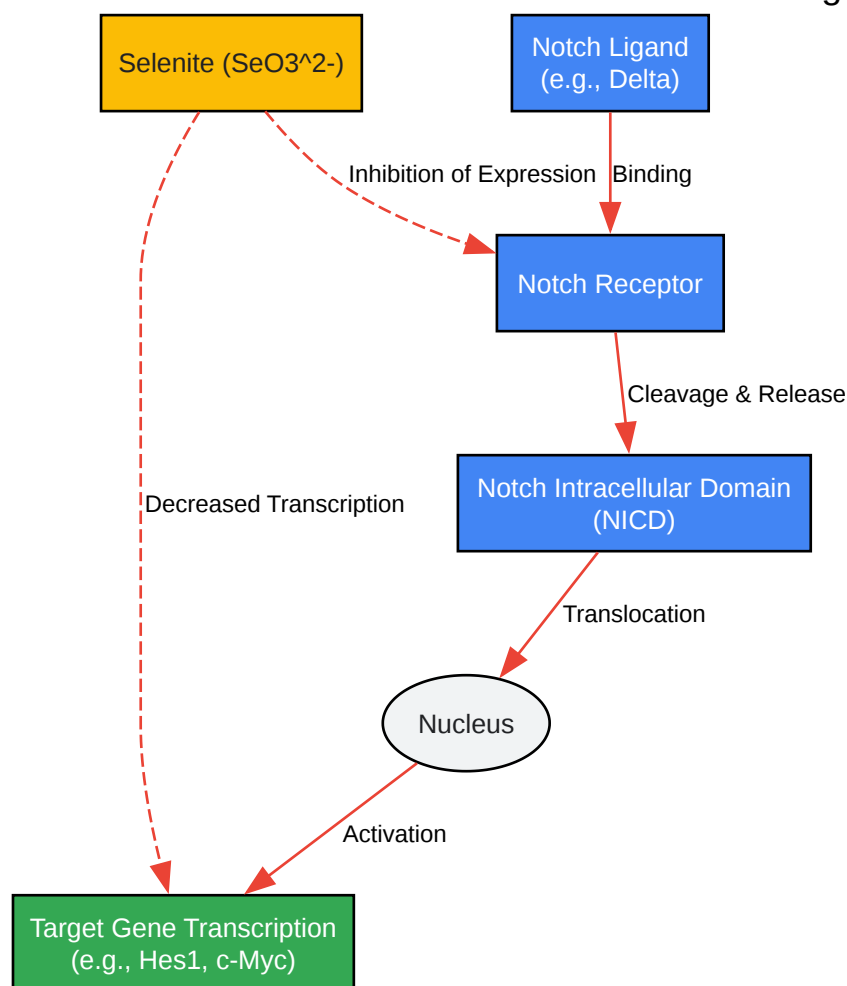 Selenite (SeO3^2-)
Notch Ligand
(e.g., Delta)
Inhibition of Expression
Binding
Notch Receptor
Cleavage & Release
Notch Intracellular Domain
(NICD)
Decreased Transcription
Translocation
Nucleus
Activation
Target Gene Transcription
(e.g., Hes1, c-Myc)